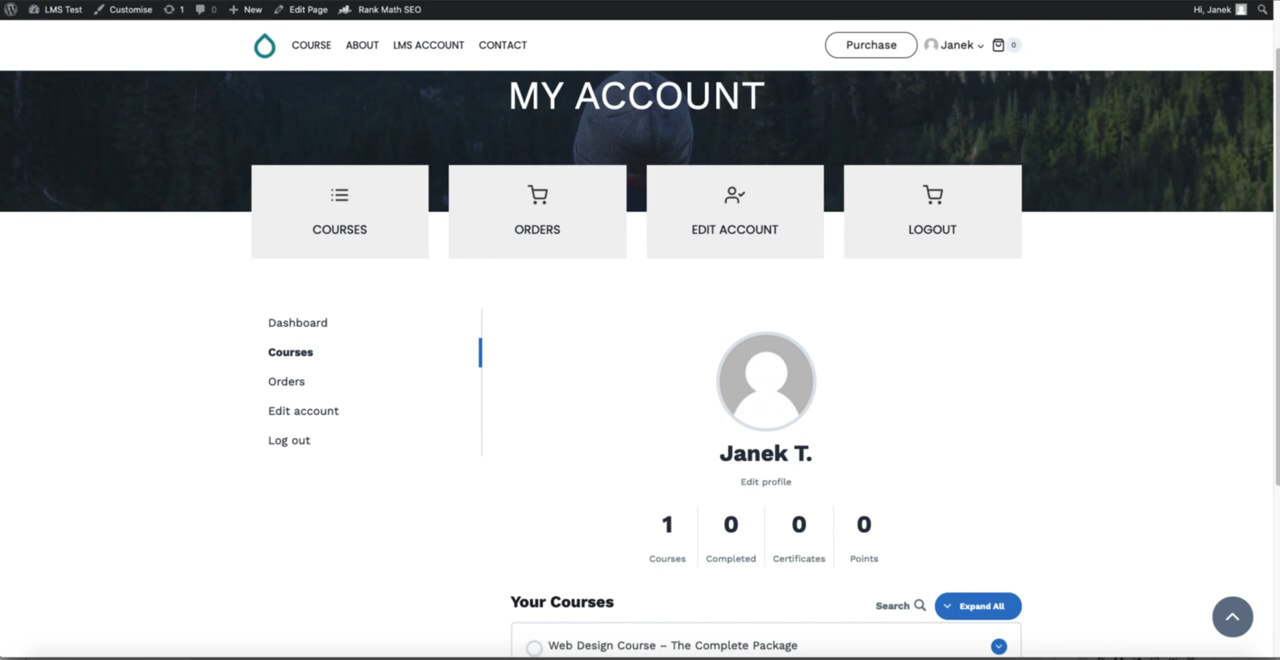 LMS Test Customise 1 0 New Edit Page Rank Math SEO Hi, Janek
COURSE ABOUT LMS ACCOUNT CONTACT Purchase Janek 0
MY ACCOUNT
COURSES ORDERS EDIT ACCOUNT LOGOUT
Dashboard
Courses
Orders
Edit account
Log out
Janek T.
Edit profile
1 0 0 0
Courses Completed Certificates Points
Your Courses Search Expand All
Web Design Course – The Complete Package